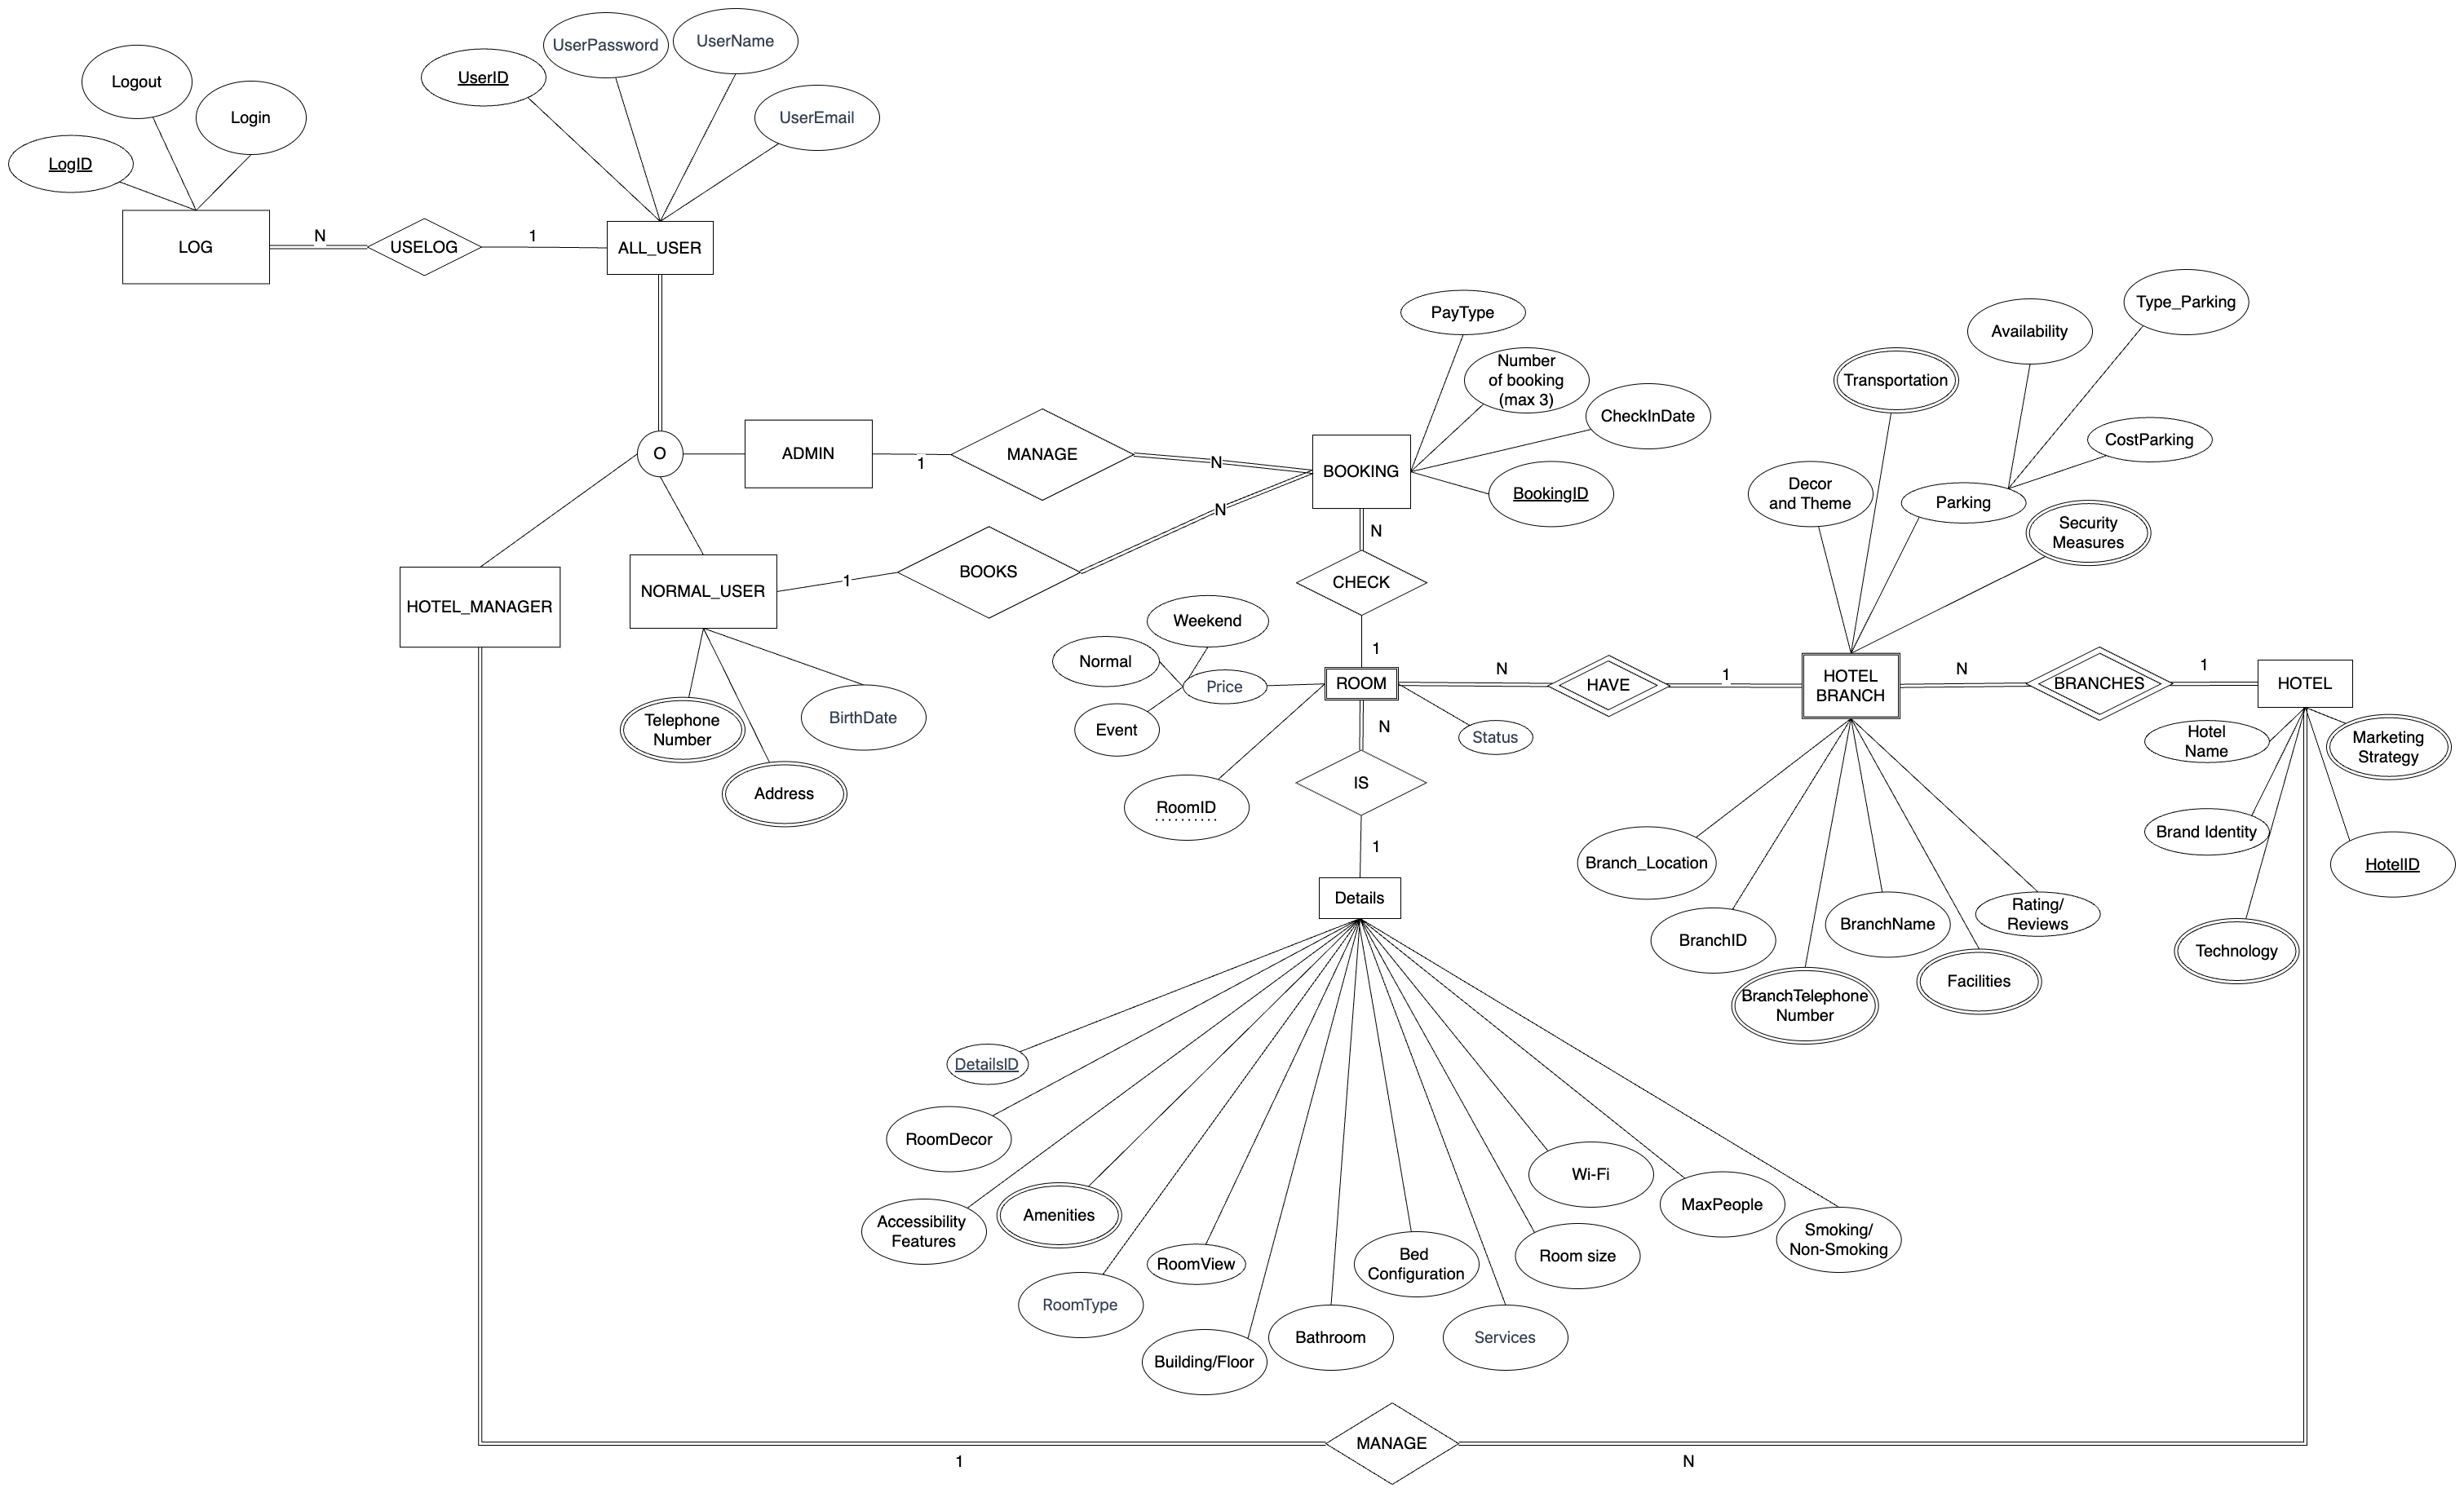 UserPassword
UserName
UserID
Logout
Login
UserEmail
LogID
LOG
N
USELOG
1
ALL_USER
PayType
Type_Parking
Availability
Number
of booking
(max 3)
Transportation
CheckInDate
CostParking
O
ADMIN
1
MANAGE
N
BOOKING
BookingID
Decor
and Theme
Parking
Security
Measures
N
N
HOTEL_MANAGER
NORMAL_USER
1
BOOKS
CHECK
1
Weekend
Normal
Price
Event
ROOM
N
HAVE
1
HOTEL
BRANCH
N
BRANCHES
1
HOTEL
Telephone
Number
BirthDate
Address
N
Status
IS
RoomID
1
Hotel
Name
Marketing
Strategy
Brand Identity
HotelID
Technology
Branch_Location
BranchID
BranchTelephone
Number
BranchName
Facilities
Rating/
Reviews
Details
DetailsID
RoomDecor
Accessibility
Features
Amenities
RoomType
RoomView
Building/Floor
Bathroom
Bed
Configuration
Services
Room size
Wi-Fi
MaxPeople
Smoking/
Non-Smoking
1
MANAGE
N